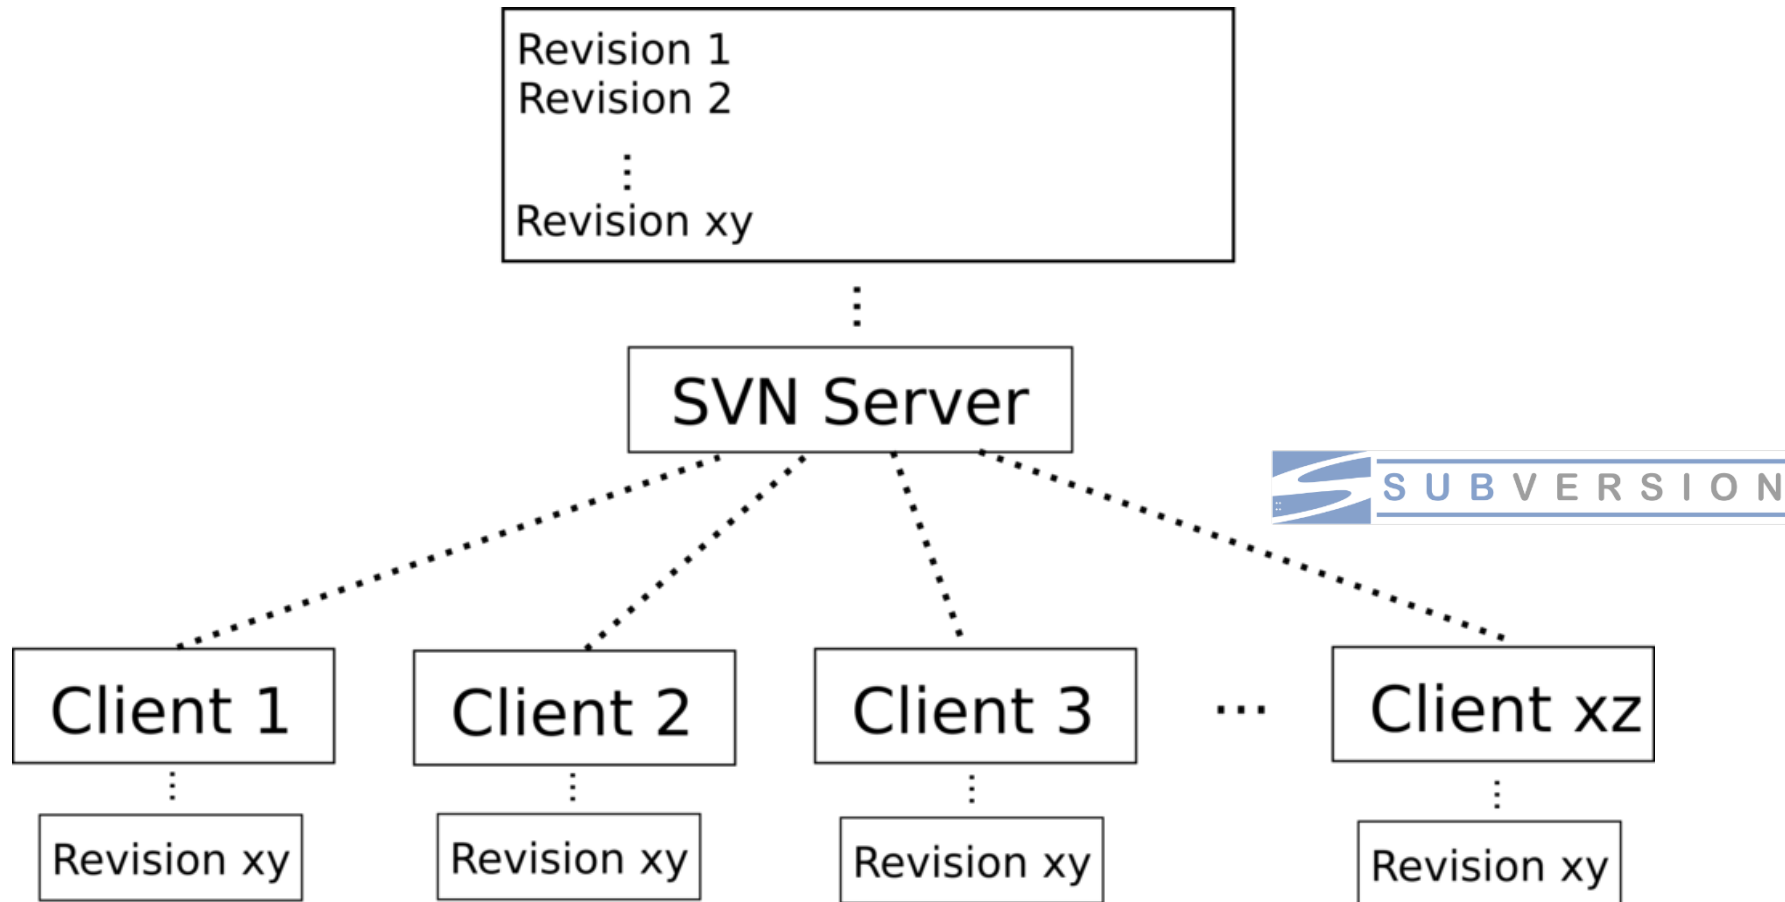 Revision 1
Revision 2
⋮
Revision xy
SVN Server
SUBVERSION
Client 1
Client 2
Client 3
...
Client xz
Revision xy
Revision xy
Revision xy
Revision xy